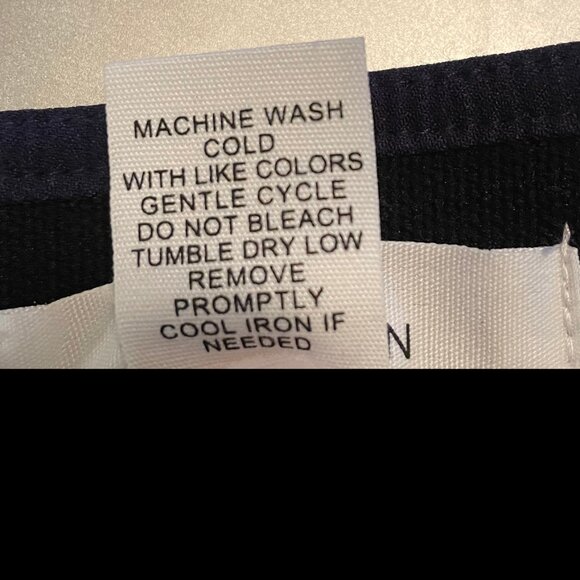 MACHINE WASH
COLD
WITH LIKE COLORS
GENTLE CYCLE
DO NOT BLEACH
TUMBLE DRY LOW
REMOVE
PROMPTLY
COOL IRON IF
NEEDED
N